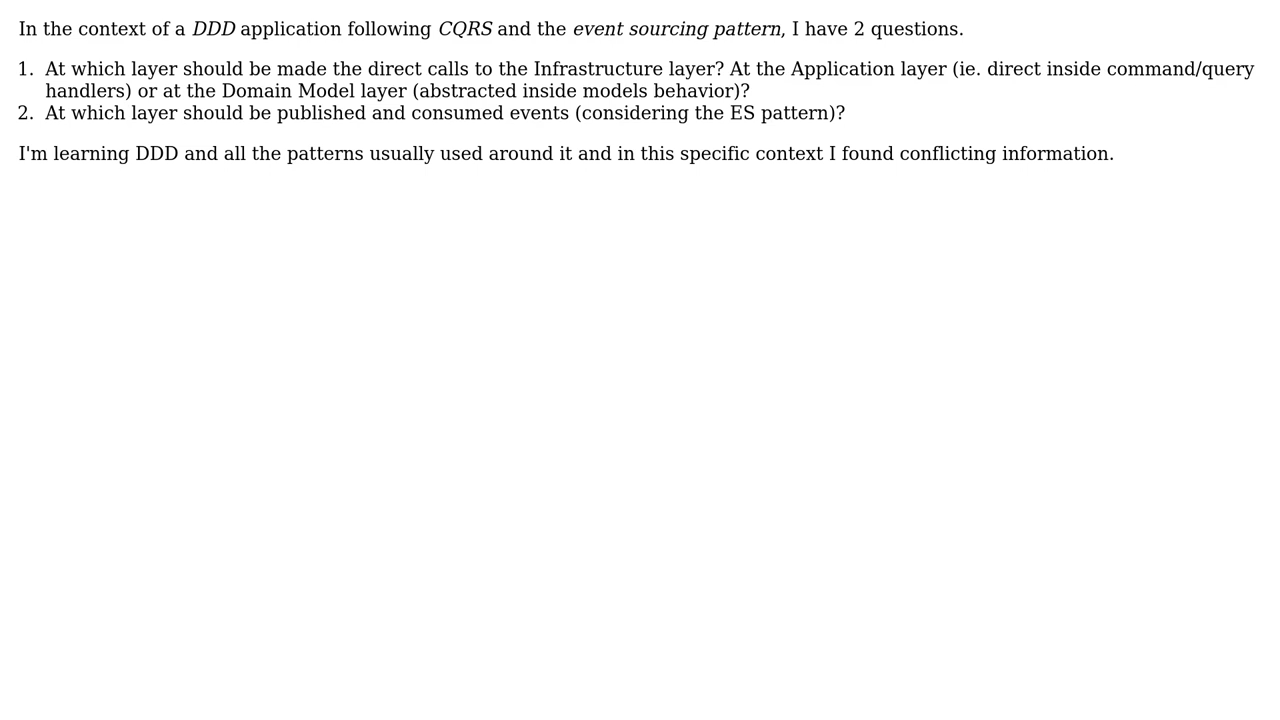 In the context of a DDD application following CQRS and the event sourcing pattern, I have 2 questions.
1. At which layer should be made the direct calls to the Infrastructure layer? At the Application layer (ie. direct inside command/query
handlers) or at the Domain Model layer (abstracted inside models behavior)?
2. At which layer should be published and consumed events (considering the ES pattern)?
I'm learning DDD and all the patterns usually used around it and in this specific context I found conflicting information.